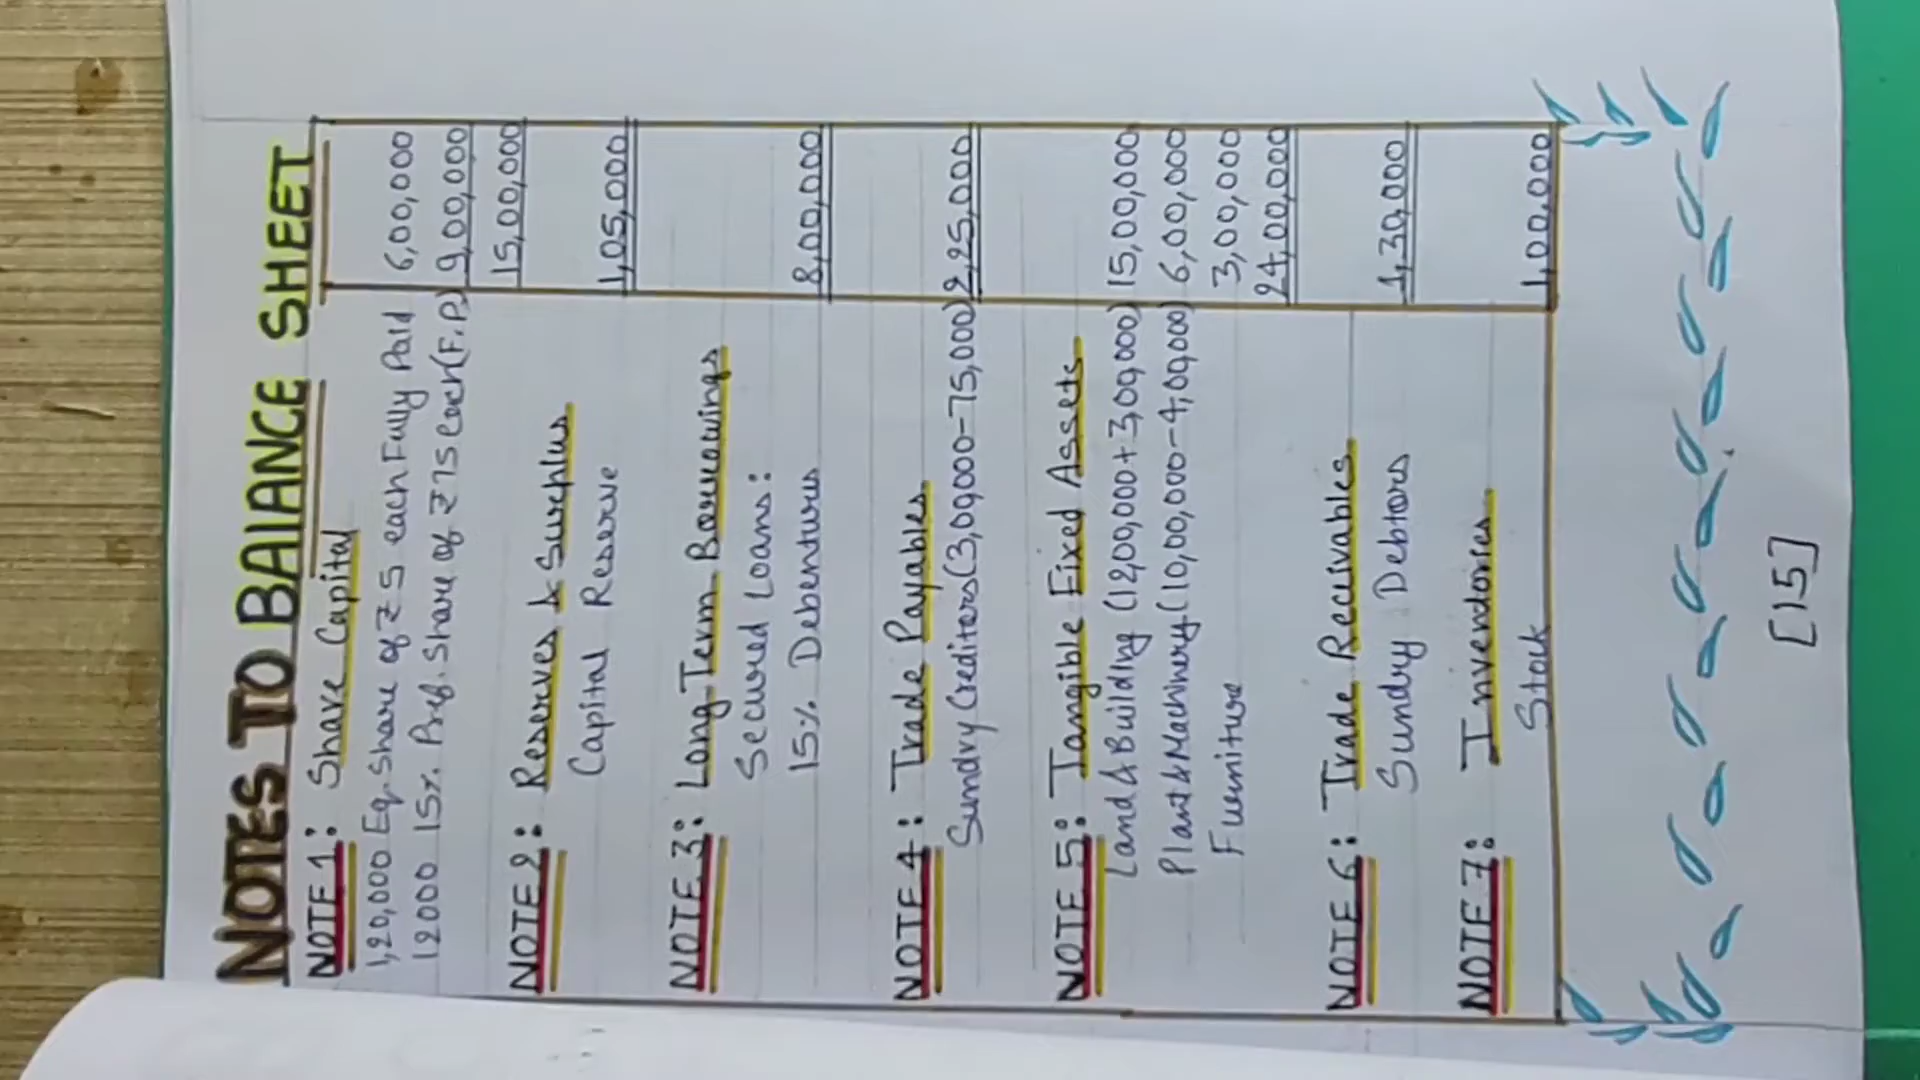 NOTES TO BALANCE SHEET
NOTE 1: Share Capital
1,20,000 Eq. Share of ₹ 5 each Fully Paid 6,00,000
12000 15% Pref. Share of ₹ 75 each (F.P.) 9,00,000
15,00,000
NOTE 2: Reserves & Surplus
Capital Reserve 1,05,000
NOTE 3: Long Term Borrowings
Secured Loans:
15% Debentures 8,00,000
NOTE 4: Trade Payables
Sundry Creditors (3,00,000-75,000) 2,25,000
NOTE 5: Tangible Fixed Assets
Land & Building (12,00,000+3,00,000) 15,00,000
Plant & Machinery (10,00,000-4,00,000) 6,00,000
Furniture 3,00,000
24,00,000
NOTE 6: Trade Receivables
Sundry Debtors 1,30,000
NOTE 7: Inventories
Stock 1,00,000
[15]